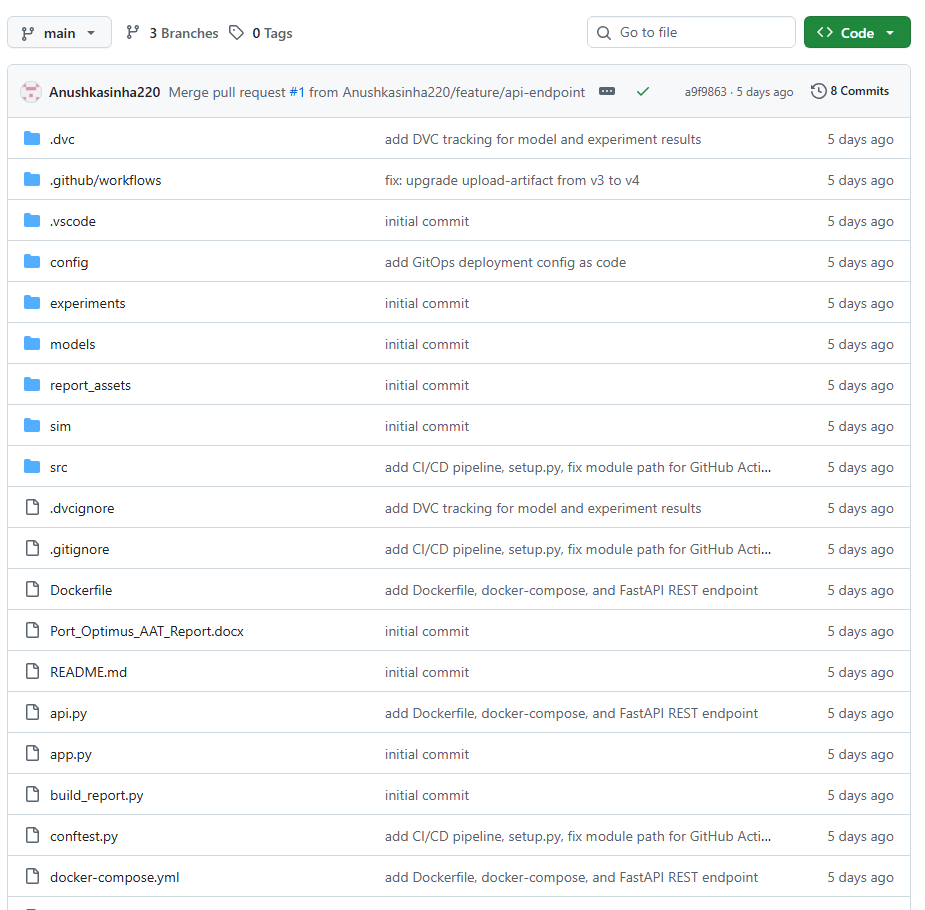 main 3 Branches 0 Tags Go to file Code
Anushkasinha220 Merge pull request #1 from Anushkasinha220/feature/api-endpoint a9f9863 · 5 days ago 8 Commits
.dvc add DVC tracking for model and experiment results 5 days ago
.github/workflows fix: upgrade upload-artifact from v3 to v4 5 days ago
.vscode initial commit 5 days ago
config add GitOps deployment config as code 5 days ago
experiments initial commit 5 days ago
models initial commit 5 days ago
report_assets initial commit 5 days ago
sim initial commit 5 days ago
src add CI/CD pipeline, setup.py, fix module path for GitHub Acti... 5 days ago
.dvcignore add DVC tracking for model and experiment results 5 days ago
.gitignore add CI/CD pipeline, setup.py, fix module path for GitHub Acti... 5 days ago
Dockerfile add Dockerfile, docker-compose, and FastAPI REST endpoint 5 days ago
Port_Optimus_AAT_Report.docx initial commit 5 days ago
README.md initial commit 5 days ago
api.py add Dockerfile, docker-compose, and FastAPI REST endpoint 5 days ago
app.py initial commit 5 days ago
build_report.py initial commit 5 days ago
conftest.py add CI/CD pipeline, setup.py, fix module path for GitHub Acti... 5 days ago
docker-compose.yml add Dockerfile, docker-compose, and FastAPI REST endpoint 5 days ago